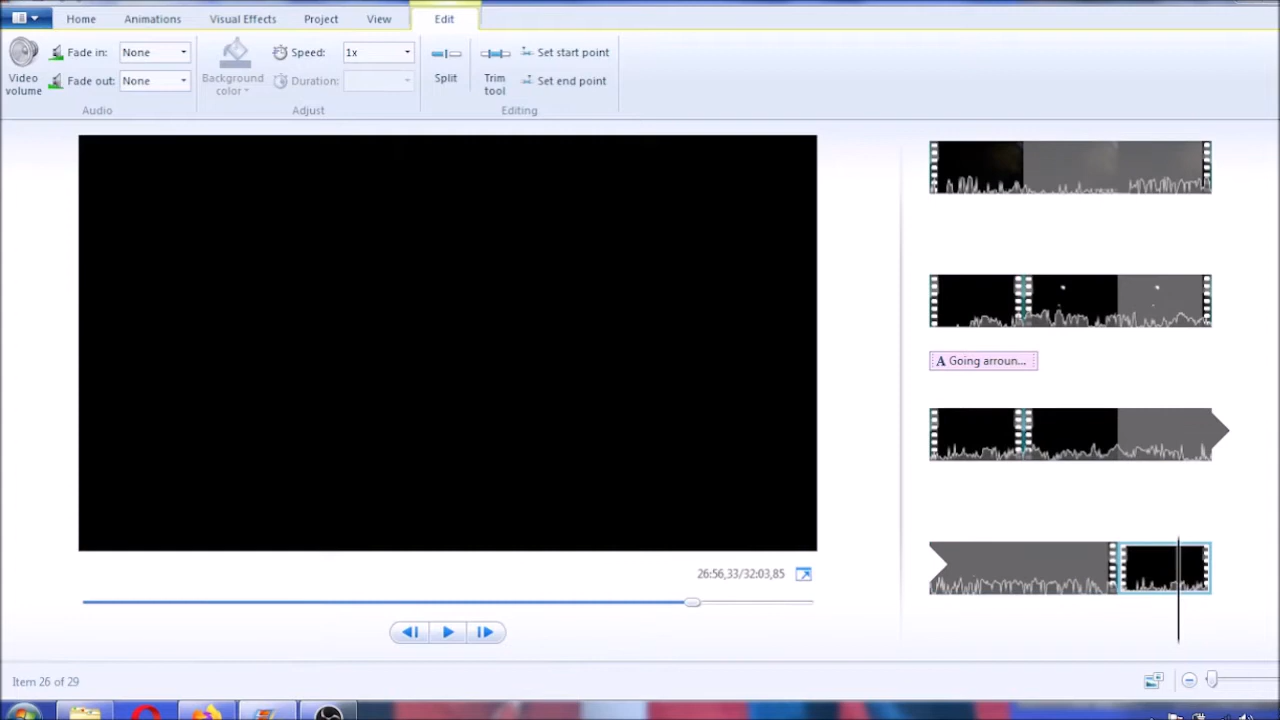 Home Animations Visual Effects Project View Edit
Video volume
Fade in: None
Fade out: None
Audio
Background color
Speed: 1x
Duration:
Adjust
Split
Trim tool
Set start point
Set end point
Editing
A Going arroun...
26:56,33/32:03,85
Item 26 of 29